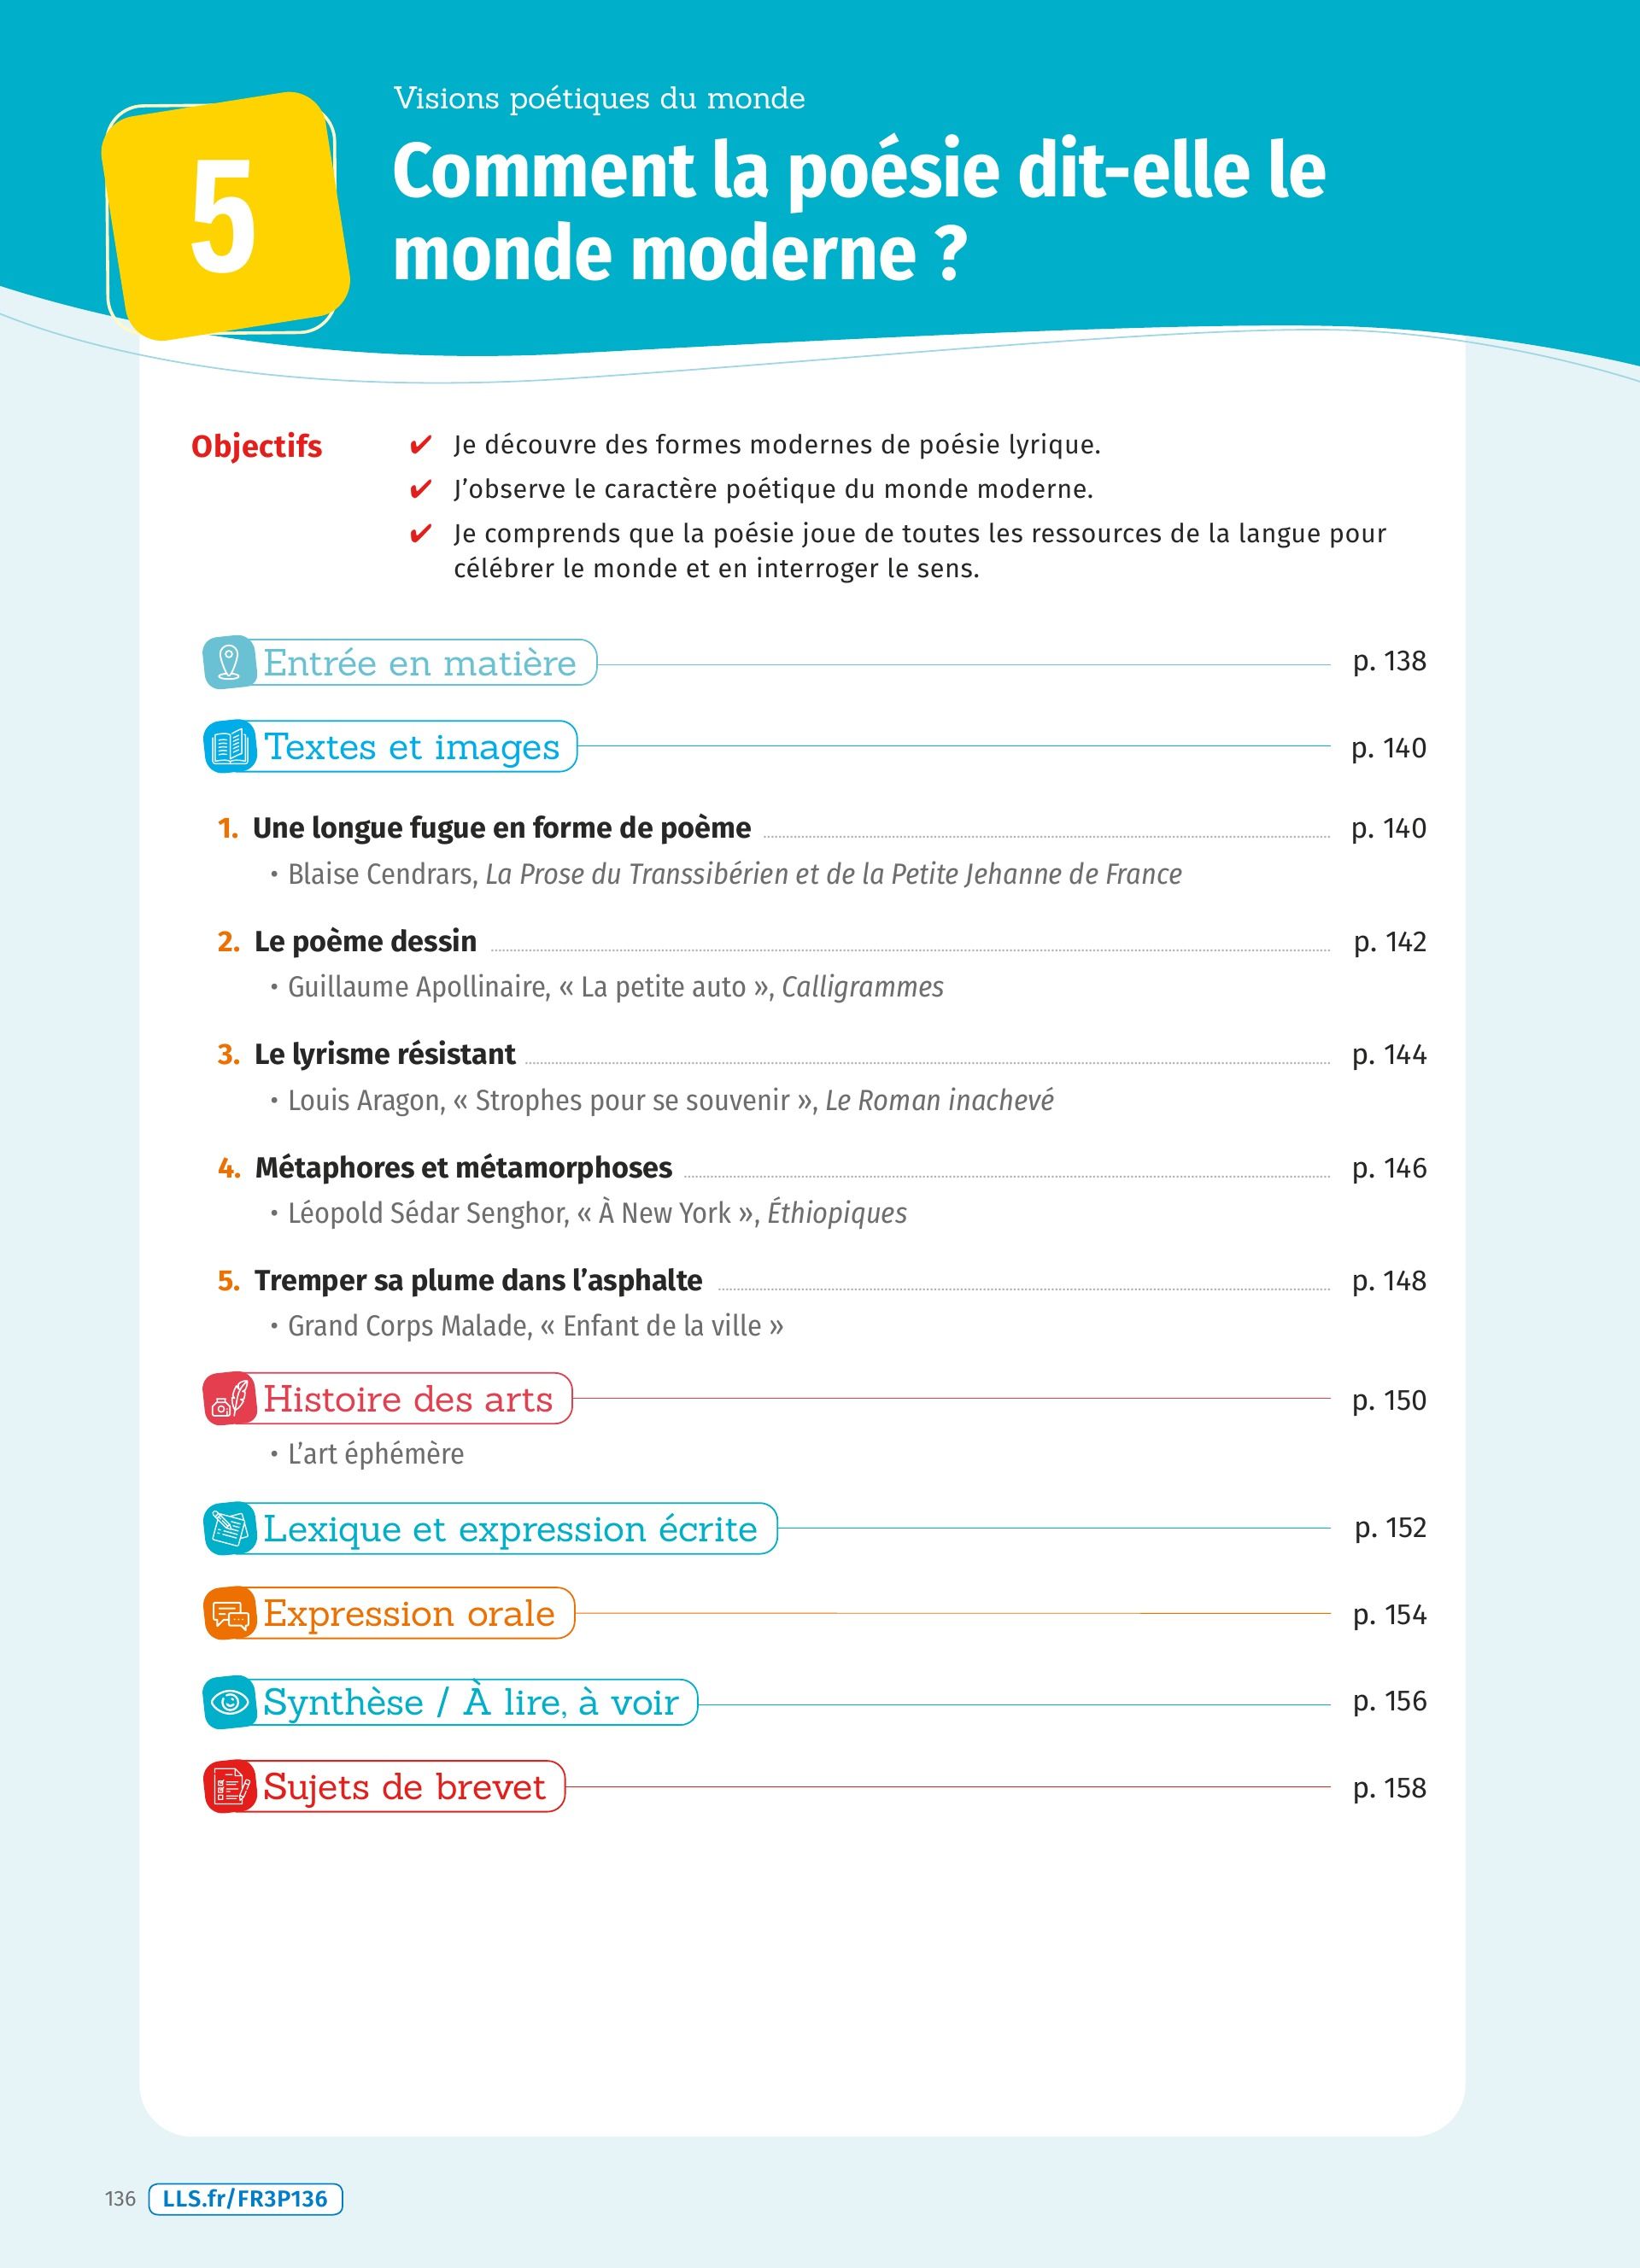 Visions poétiques du monde
5
Comment la poésie dit-elle le
monde moderne ?
Objectifs
✔ Je découvre des formes modernes de poésie lyrique.
✔ J’observe le caractère poétique du monde moderne.
✔ Je comprends que la poésie joue de toutes les ressources de la langue pour
célébrer le monde et en interroger le sens.
Entrée en matière p. 138
Textes et images p. 140
1. Une longue fugue en forme de poème p. 140
• Blaise Cendrars, La Prose du Transsibérien et de la Petite Jehanne de France
2. Le poème dessin p. 142
• Guillaume Apollinaire, « La petite auto », Calligrammes
3. Le lyrisme résistant p. 144
• Louis Aragon, « Strophes pour se souvenir », Le Roman inachevé
4. Métaphores et métamorphoses p. 146
• Léopold Sédar Senghor, « À New York », Éthiopiques
5. Tremper sa plume dans l’asphalte p. 148
• Grand Corps Malade, « Enfant de la ville »
Histoire des arts p. 150
• L’art éphémère
Lexique et expression écrite p. 152
Expression orale p. 154
Synthèse / À lire, à voir p. 156
Sujets de brevet p. 158
136 LLS.fr/FR3P136